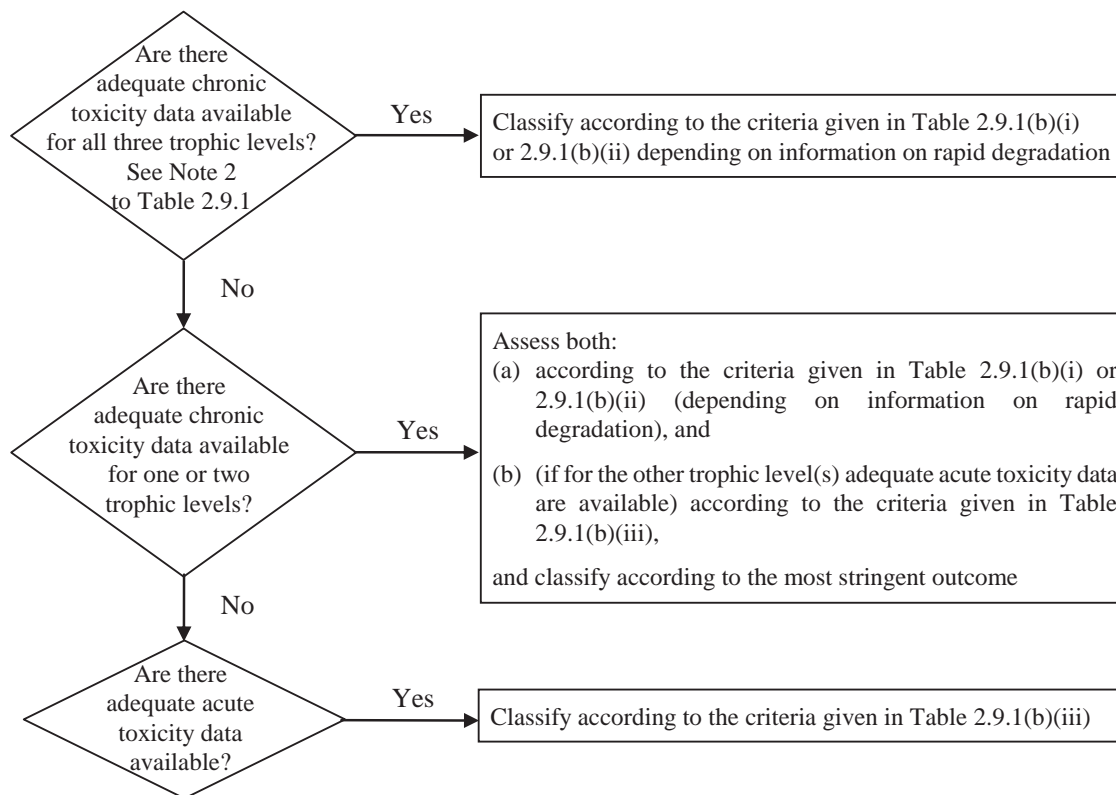 Are there
adequate chronic
toxicity data available
for all three trophic levels?
See Note 2
to Table 2.9.1
Yes
Classify according to the criteria given in Table 2.9.1(b)(i)
or 2.9.1(b)(ii) depending on information on rapid degradation
No
Are there
adequate chronic
toxicity data available
for one or two
trophic levels?
Yes
Assess both:
(a) according to the criteria given in Table 2.9.1(b)(i) or
2.9.1(b)(ii) (depending on information on rapid
degradation), and
(b) (if for the other trophic level(s) adequate acute toxicity data
are available) according to the criteria given in Table
2.9.1(b)(iii),
and classify according to the most stringent outcome
No
Are there
adequate acute
toxicity data
available?
Yes
Classify according to the criteria given in Table 2.9.1(b)(iii)